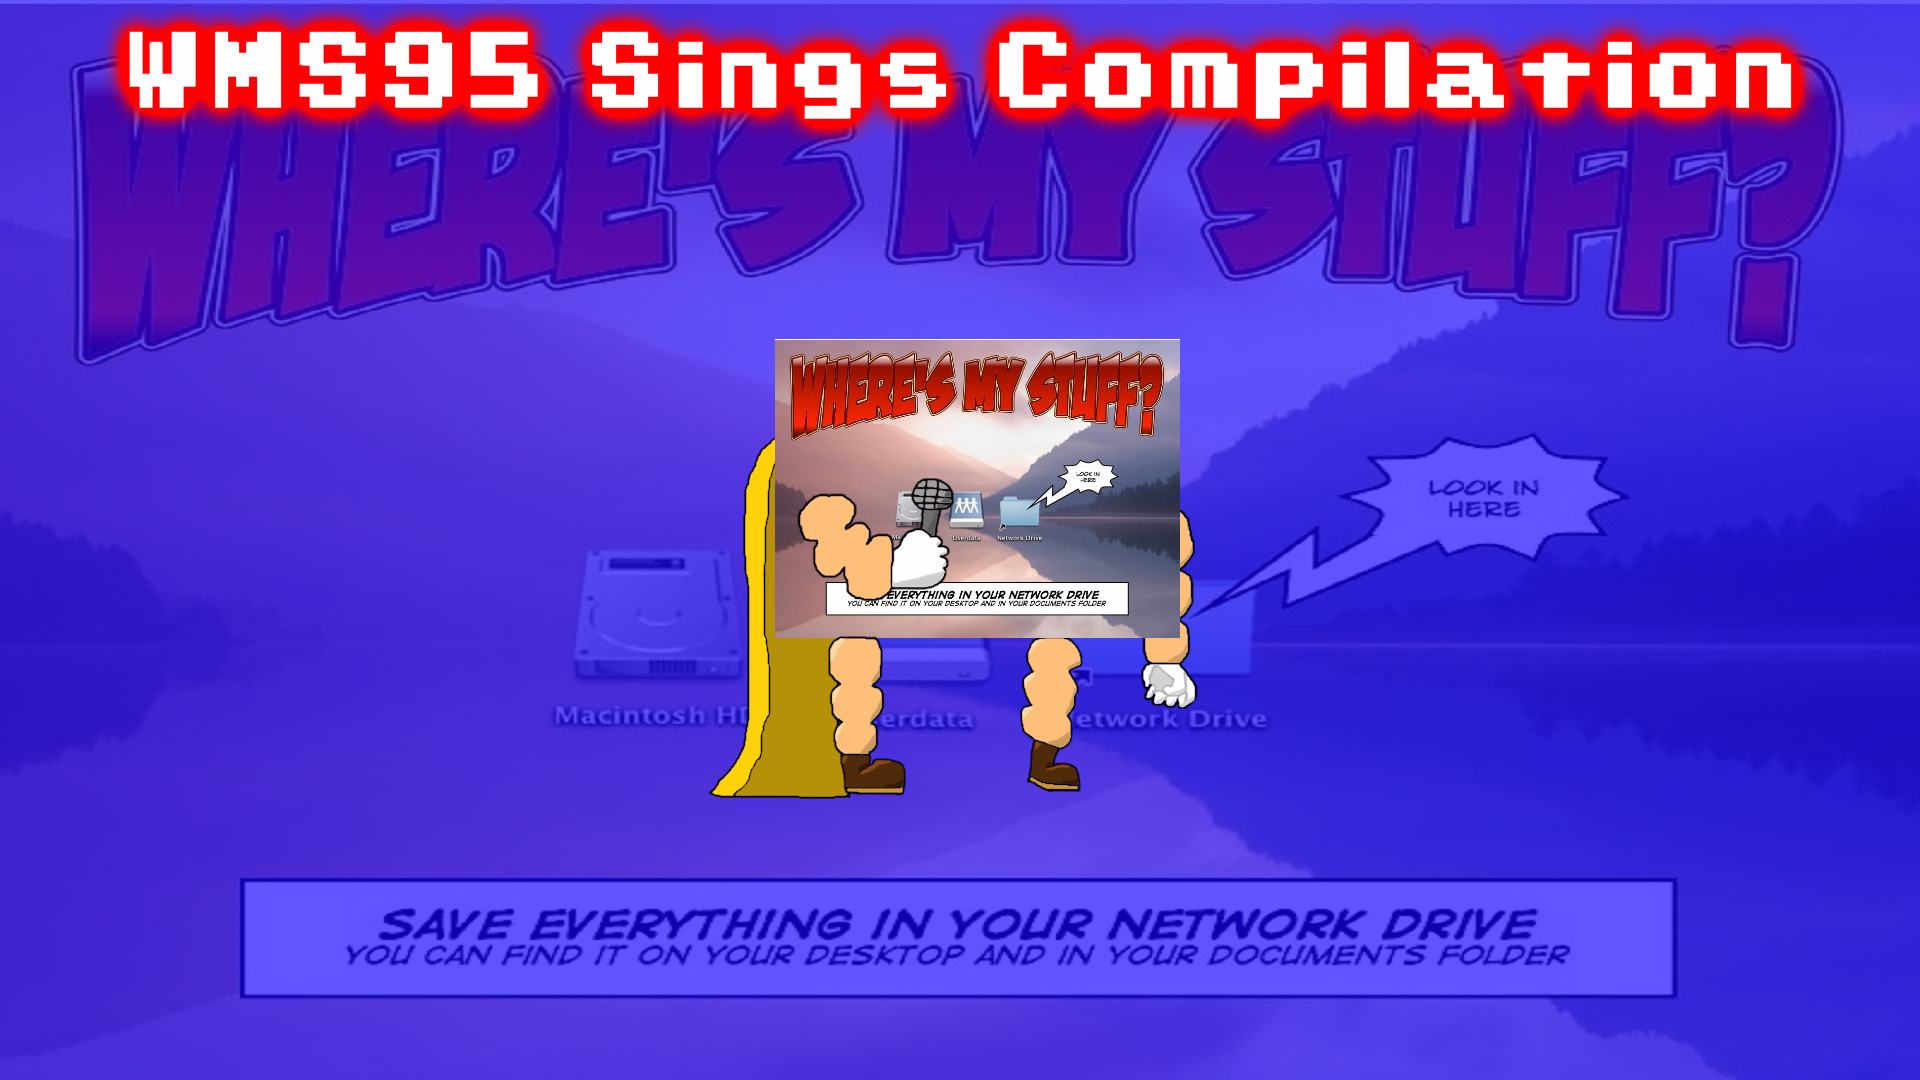 WMS95 Sings Compilation
WHERE'S MY STUFF?
WHERE'S MY STUFF?
LOOK IN
HERE
LOOK IN
HERE
Userdata
Network Drive
EVERYTHING IN YOUR NETWORK DRIVE
YOU CAN FIND IT ON YOUR DESKTOP AND IN YOUR DOCUMENTS FOLDER
Macintosh H erdata etwork Drive
SAVE EVERYTHING IN YOUR NETWORK DRIVE
YOU CAN FIND IT ON YOUR DESKTOP AND IN YOUR DOCUMENTS FOLDER